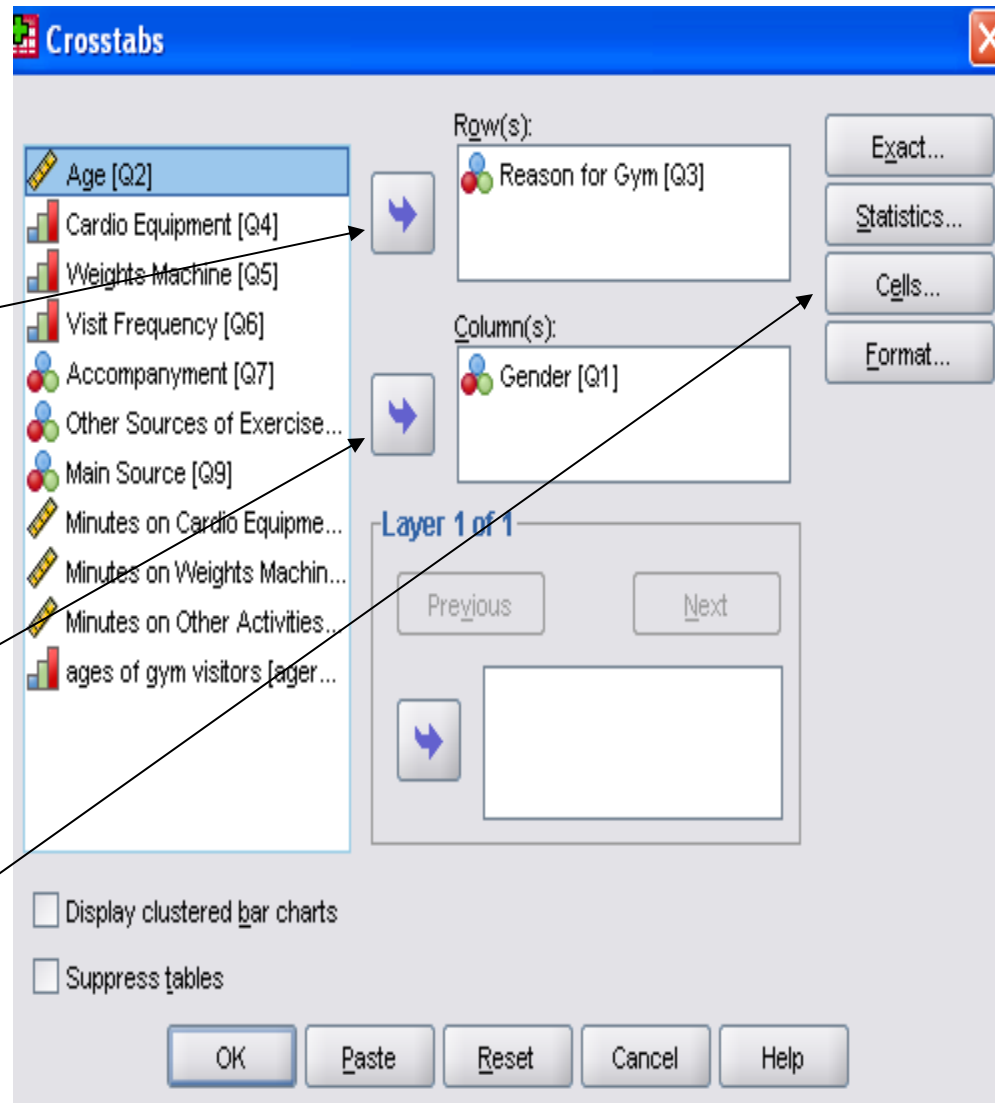 Crosstabs
Age [Q2]
Cardio Equipment [Q4]
Weights Machine [Q5]
Visit Frequency [Q6]
Accompanyment [Q7]
Other Sources of Exercise...
Main Source [Q9]
Minutes on Cardio Equipme...
Minutes on Weights Machin...
Minutes on Other Activities...
ages of gym visitors [ager...
Row(s):
Reason for Gym [Q3]
Column(s):
Gender [Q1]
Layer 1 of 1
Previous
Next
Exact...
Statistics...
Cells...
Format...
Display clustered bar charts
Suppress tables
OK
Paste
Reset
Cancel
Help